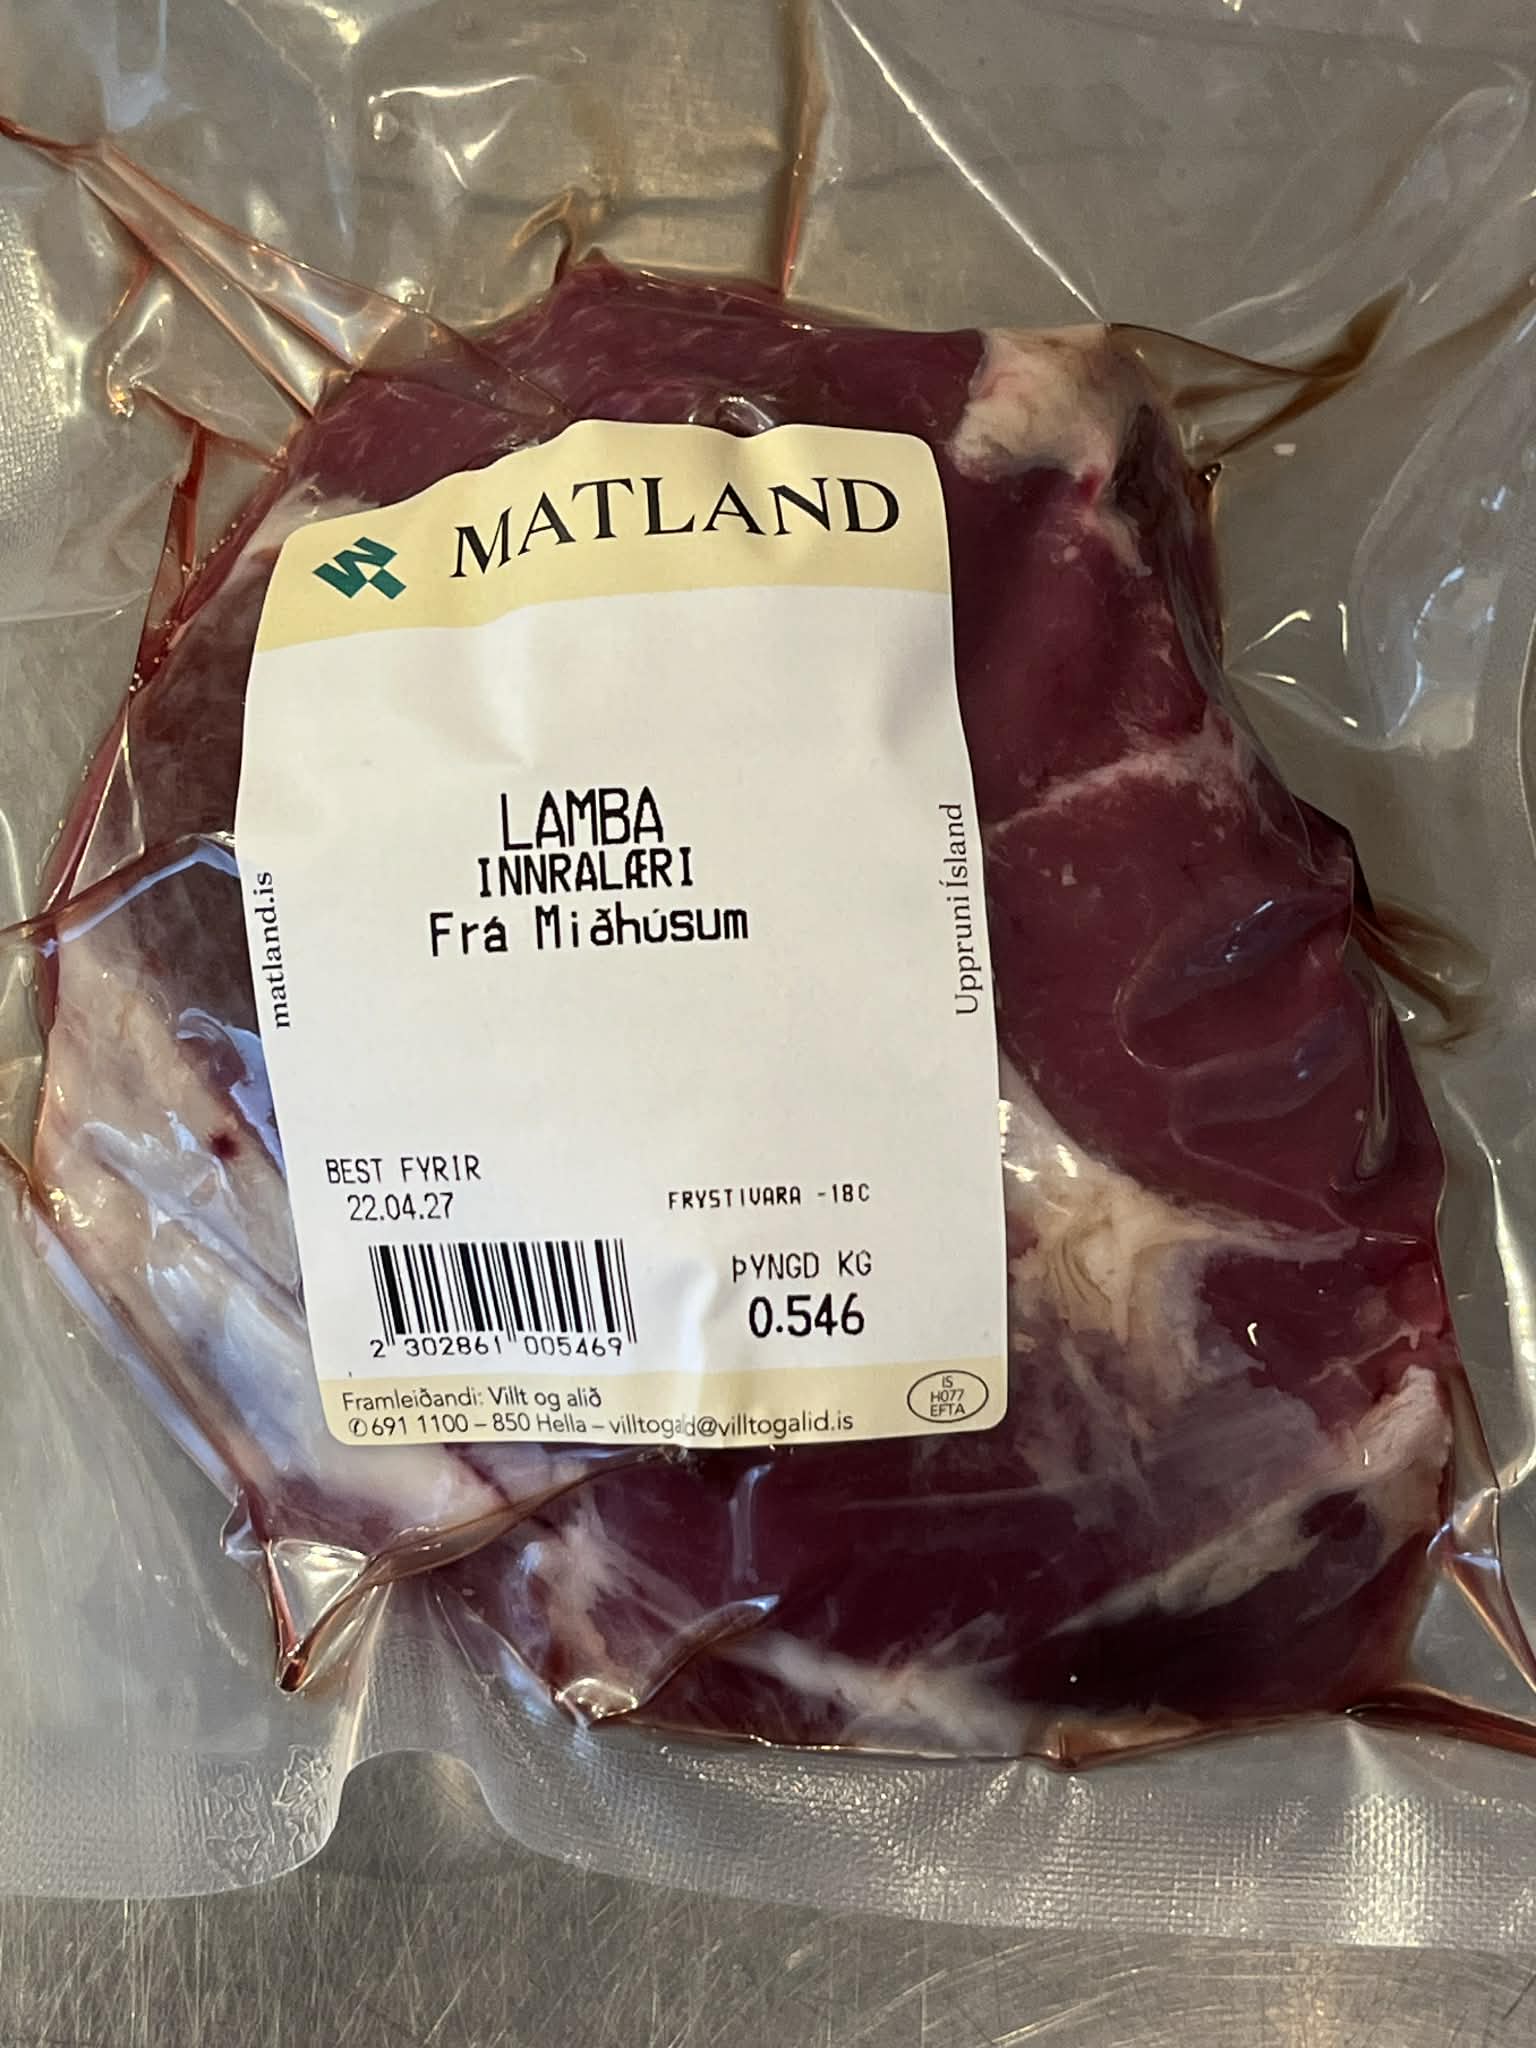 MATLAND
LAMBA
INNRALÆRI
Frá Miðhúsum
matland.is
Uppruni Ísland
BEST FYRIR
22.04.27
FRYSTIVARA -18C
ÞYNGD KG
0.546
2 302861 005469
Framleiðandi: Villt og alið
✆ 691 1100 – 850 Hella – villtogalid@villtogalid.is
IS
H077
EFTA